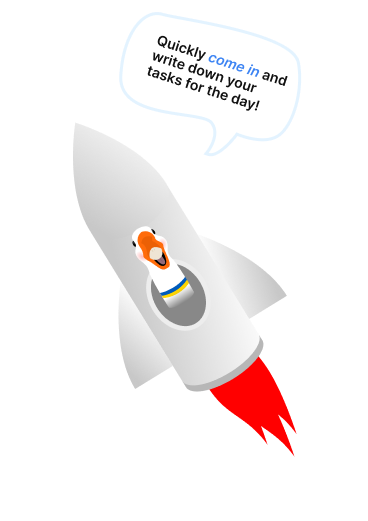 Quickly come in and
write down your
tasks for the day!